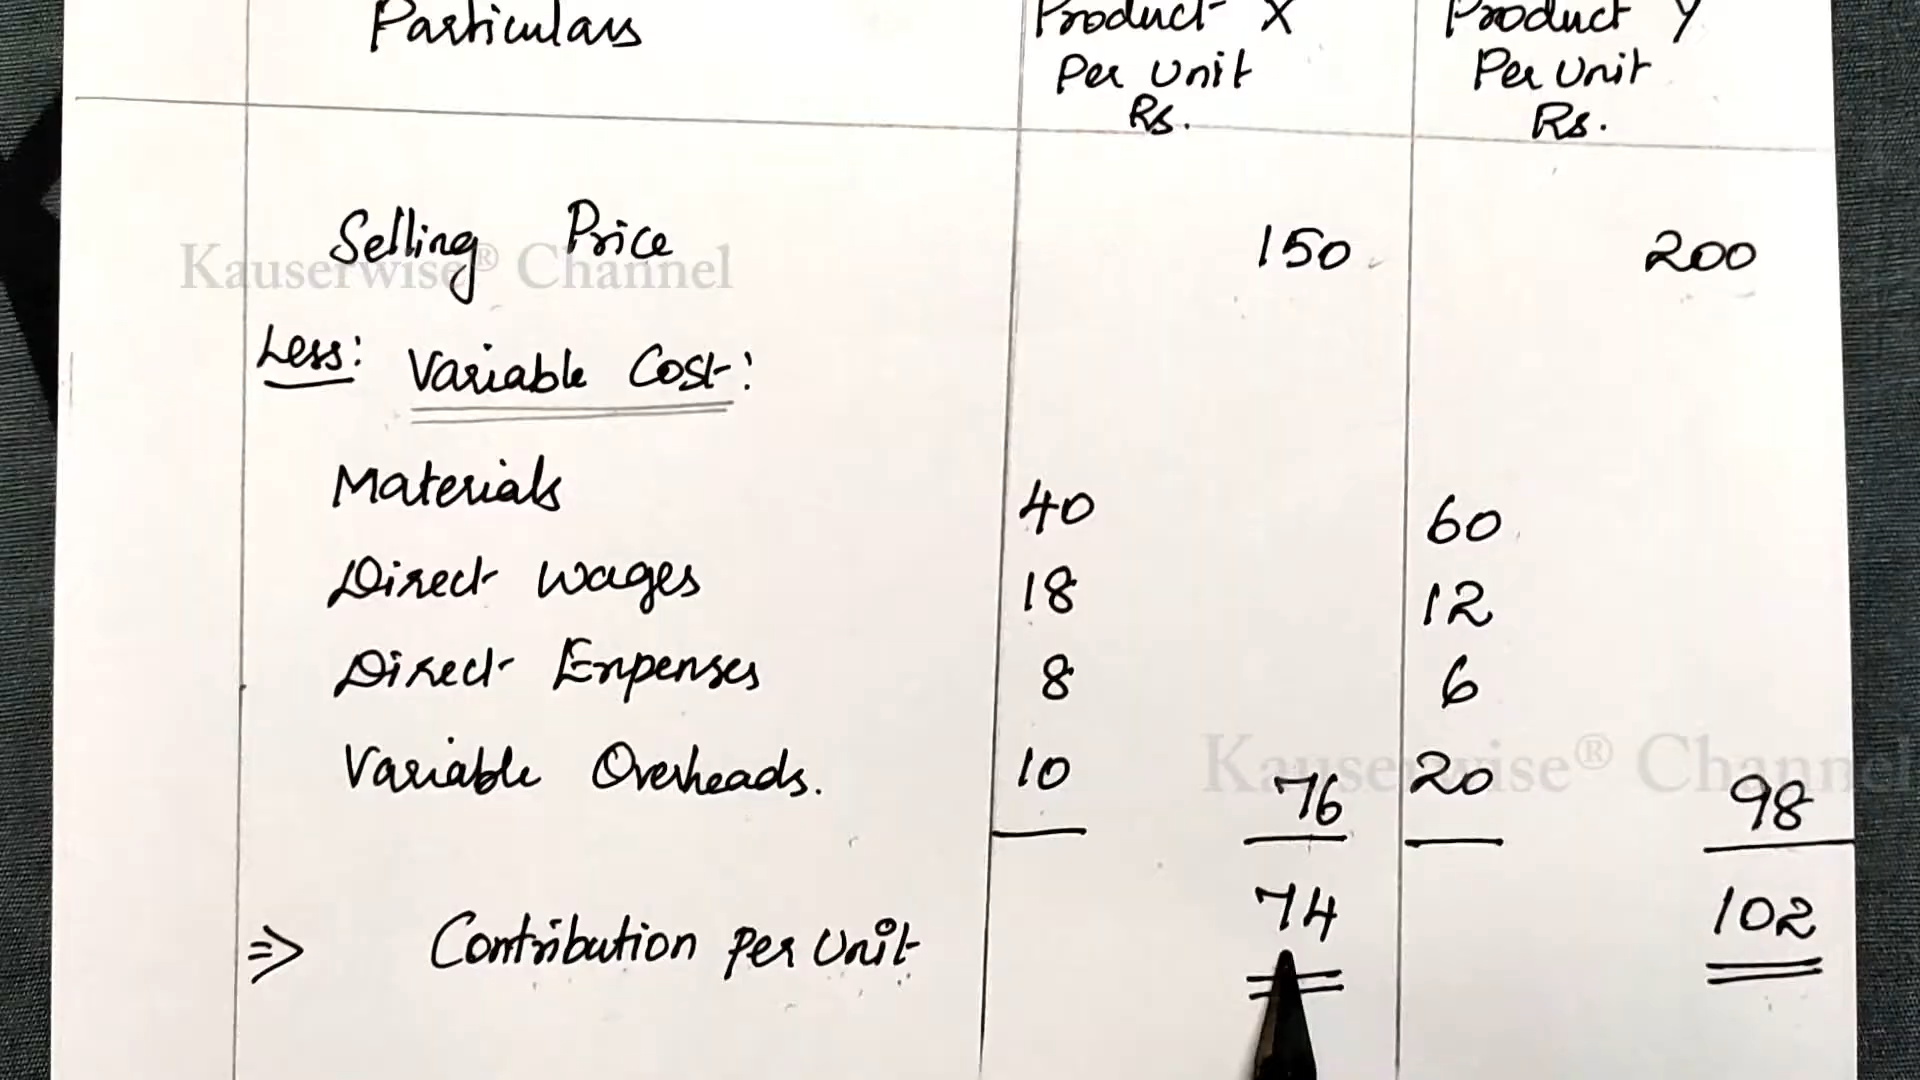 Particulars Product X Product Y
Per Unit Per Unit
Rs. Rs.
Selling Price 150 200
Kauserwise® Channel
Less: Variable Cost:
Materials 40 60
Direct Wages 18 12
Direct Expenses 8 6
Variable Overheads. 10 76 20 98
Kauserwise® Channel
⇒ Contribution Per Unit 74 102